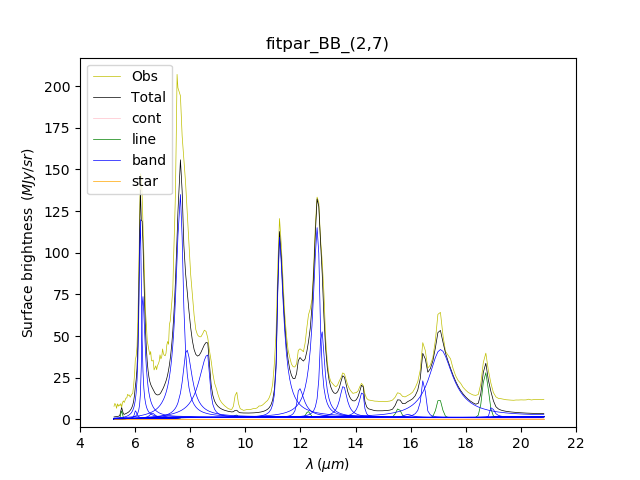 fitpar_BB_(2,7)
Surface brightness (MJy/sr)
200
175
150
125
100
75
50
25
0
Obs
Total
cont
line
band
star
4 6 8 10 12 14 16 18 20 22
λ (μm)